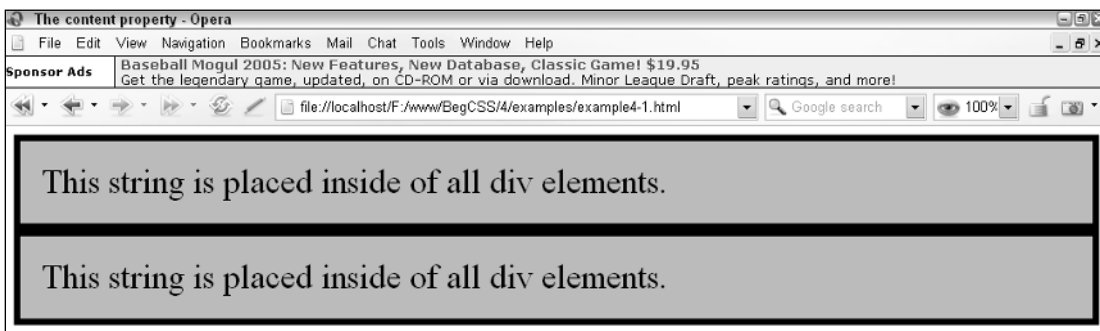 The content property - Opera
File Edit View Navigation Bookmarks Mail Chat Tools Window Help
Sponsor Ads
Baseball Mogul 2005: New Features, New Database, Classic Game! $19.95
Get the legendary game, updated, on CD-ROM or via download. Minor League Draft, peak ratings, and more!
file://localhost/F:/www/BegCSS/4/examples/example4-1.html Google search 100%
This string is placed inside of all div elements.
This string is placed inside of all div elements.